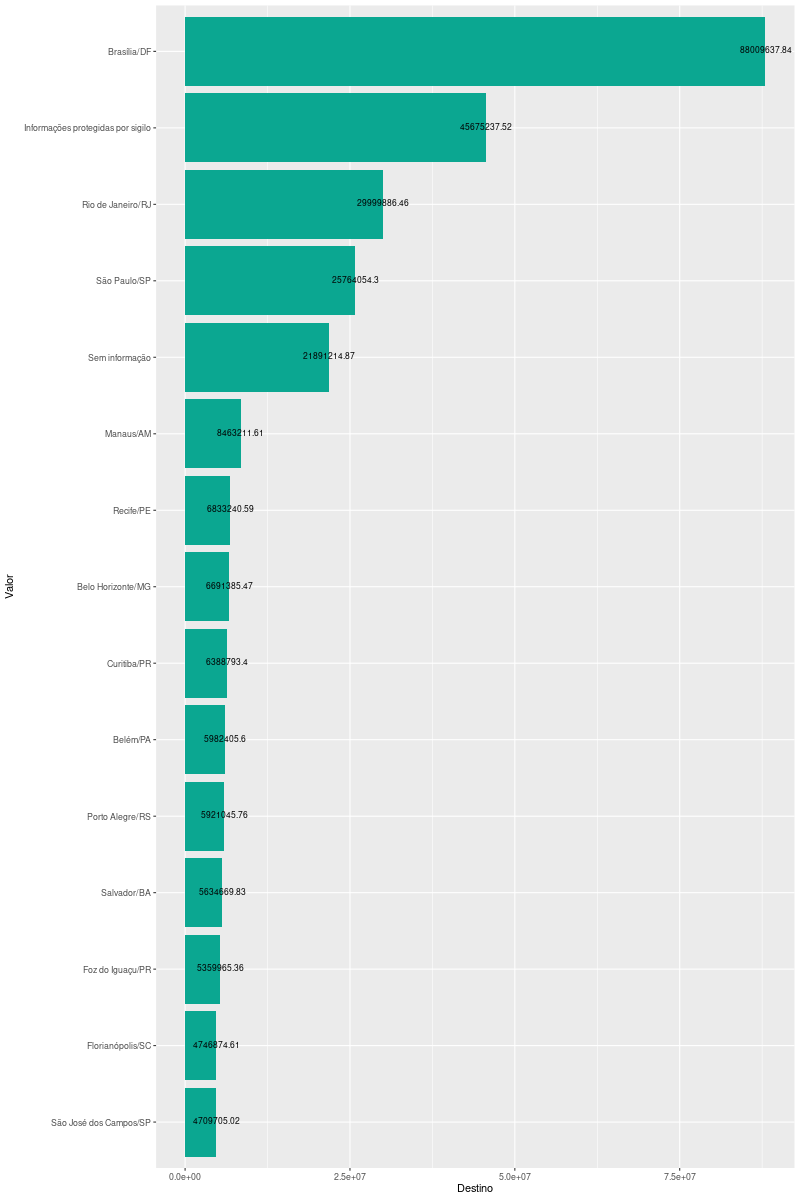 Brasília/DF 88009637.84
Informações protegidas por sigilo 45675237.52
Rio de Janeiro/RJ 29999886.46
São Paulo/SP 25764054.3
Sem informação 21891214.87
Manaus/AM 8463211.61
Recife/PE 6833240.59
Belo Horizonte/MG 6691385.47
Curitiba/PR 6388793.4
Belém/PA 5982405.6
Porto Alegre/RS 5921045.76
Salvador/BA 5634669.83
Foz do Iguaçu/PR 5359965.36
Florianópolis/SC 4746874.61
São José dos Campos/SP 4709705.02
Valor
0.0e+00 2.5e+07 5.0e+07 7.5e+07
Destino